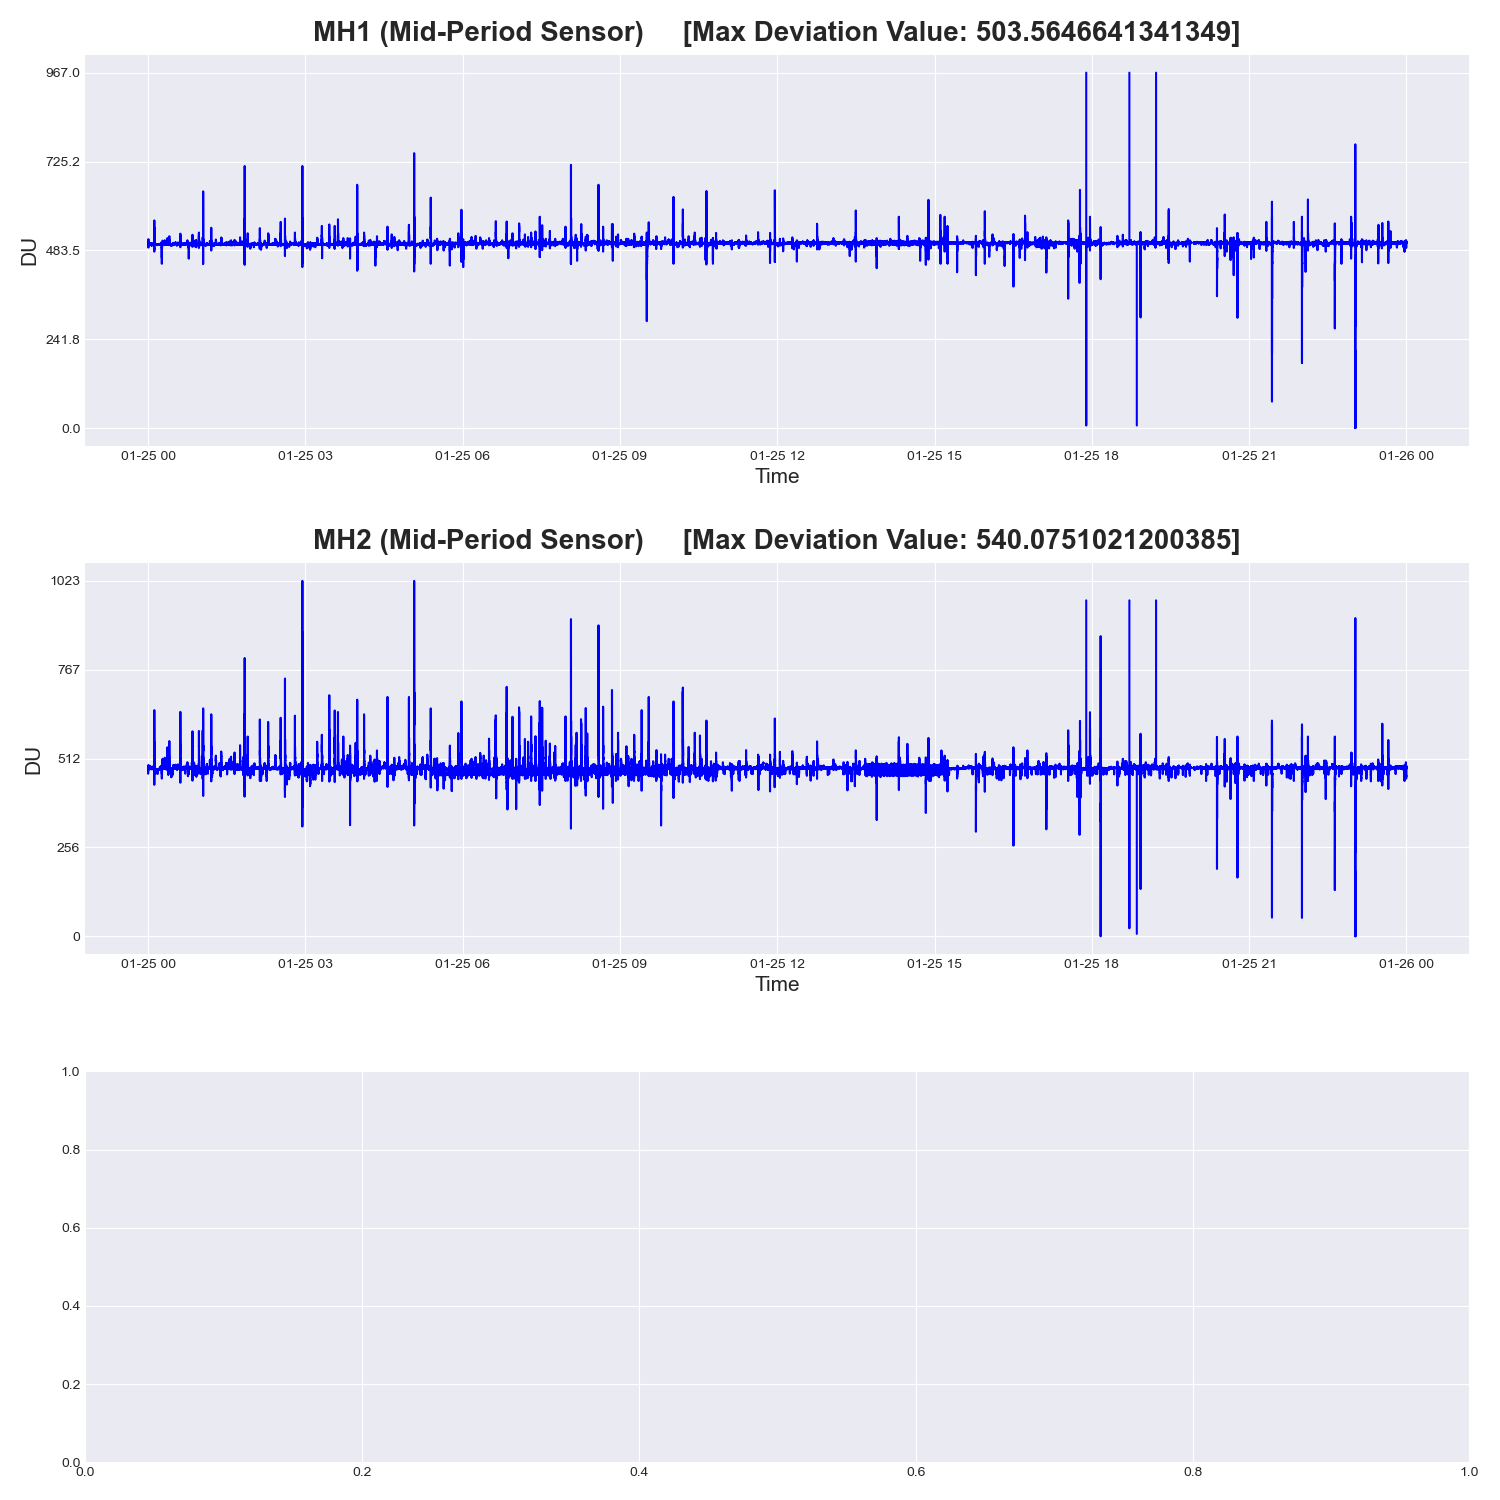 MH1 (Mid-Period Sensor) [Max Deviation Value: 503.5646641341349]
967.0
725.2
483.5
241.8
0.0
DU
01-25 00 01-25 03 01-25 06 01-25 09 01-25 12 01-25 15 01-25 18 01-25 21 01-26 00
Time
MH2 (Mid-Period Sensor) [Max Deviation Value: 540.0751021200385]
1023
767
512
256
0
DU
01-25 00 01-25 03 01-25 06 01-25 09 01-25 12 01-25 15 01-25 18 01-25 21 01-26 00
Time
1.0
0.8
0.6
0.4
0.2
0.0
0.0 0.2 0.4 0.6 0.8 1.0